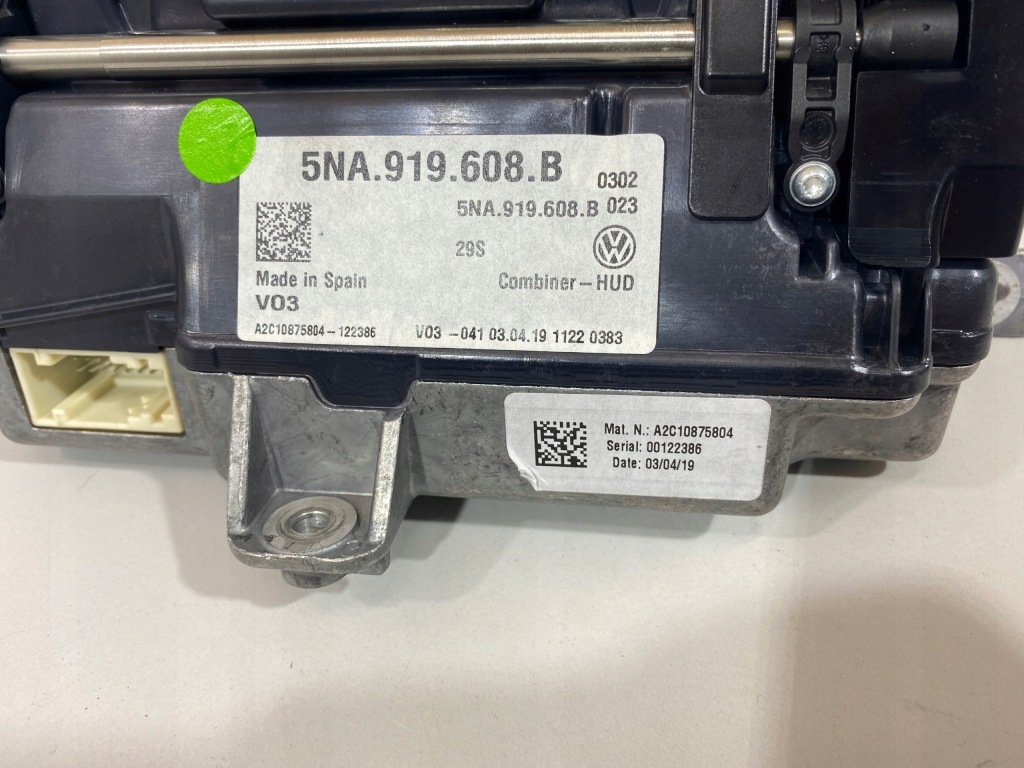 5NA.919.608.B
0302
5NA.919.608.B 023
29S
Made in Spain
Combiner-HUD
V03
A2C10875804-122386 V03 -041 03.04.19 1122 0383
Mat. N.: A2C10875804
Serial: 00122386
Date: 03/04/19